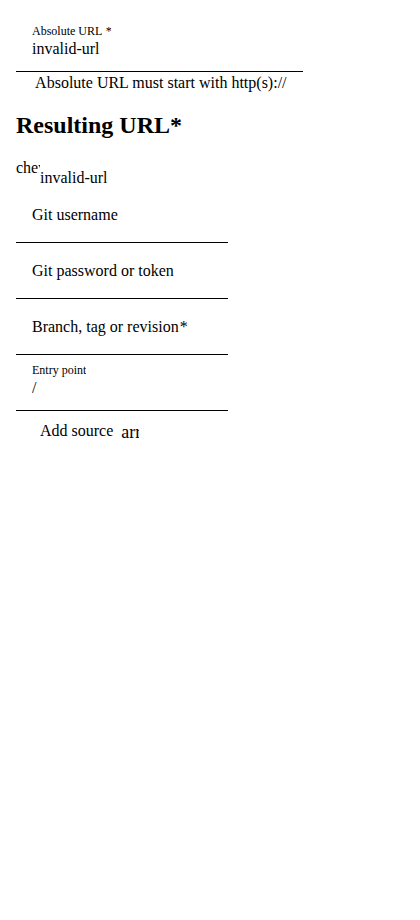 Absolute URL *
invalid-url
Absolute URL must start with http(s)://
Resulting URL*
che
invalid-url
Git username
Git password or token
Branch, tag or revision*
Entry point
/
Add source